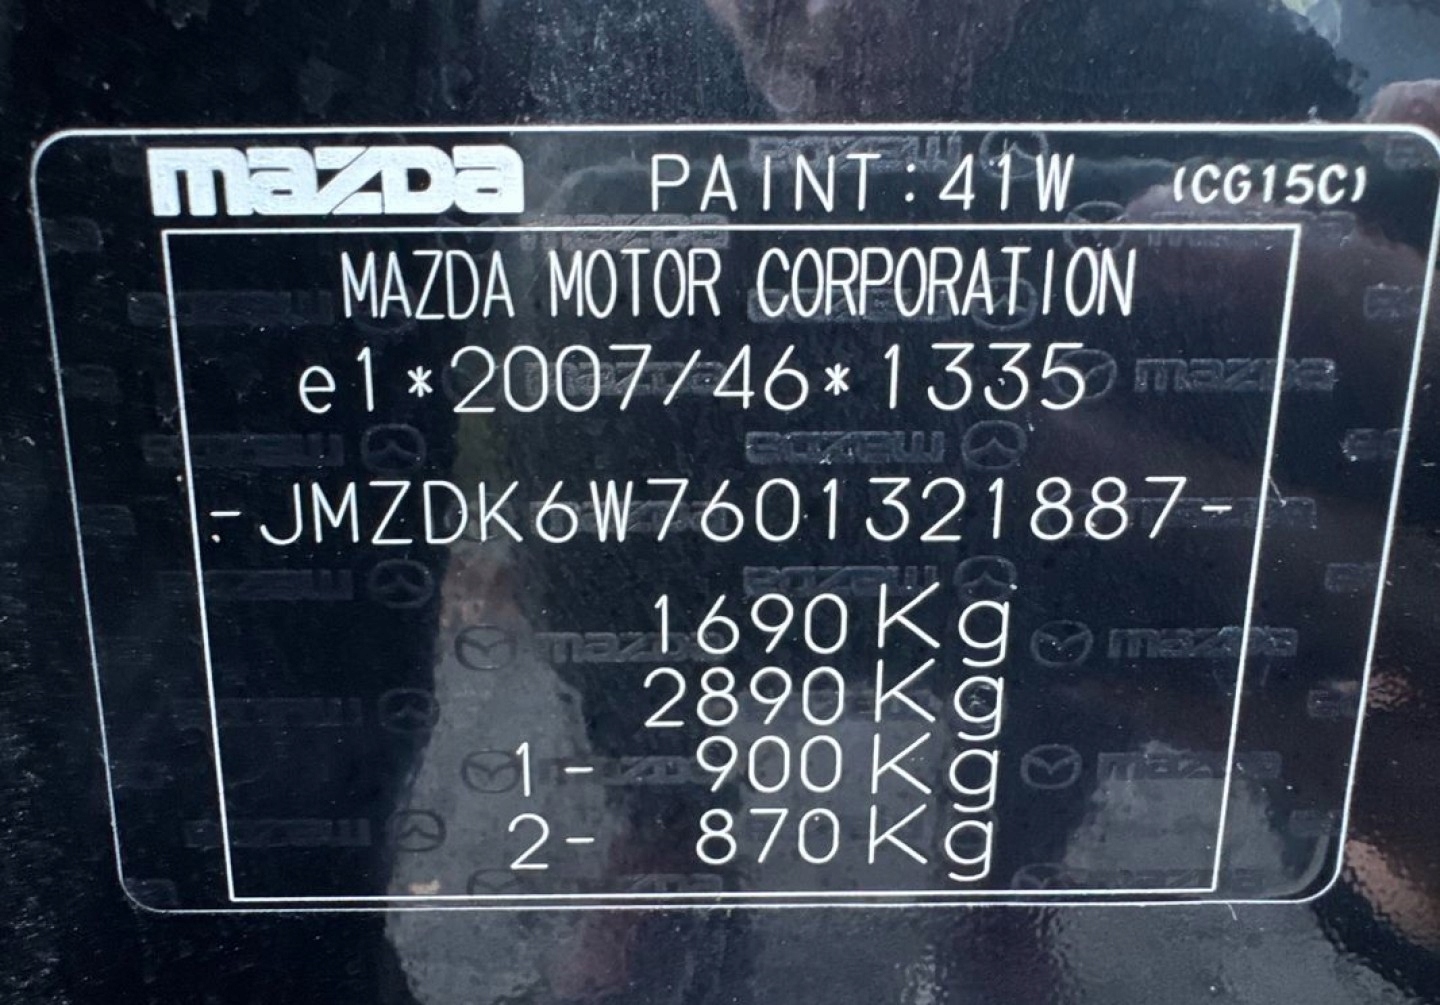 mazda PAINT:41W (CG15C)
MAZDA MOTOR CORPORATION
e1*2007/46*1335
-JMZDK6W7601321887-
1690Kg
2890Kg
1- 900Kg
2- 870Kg